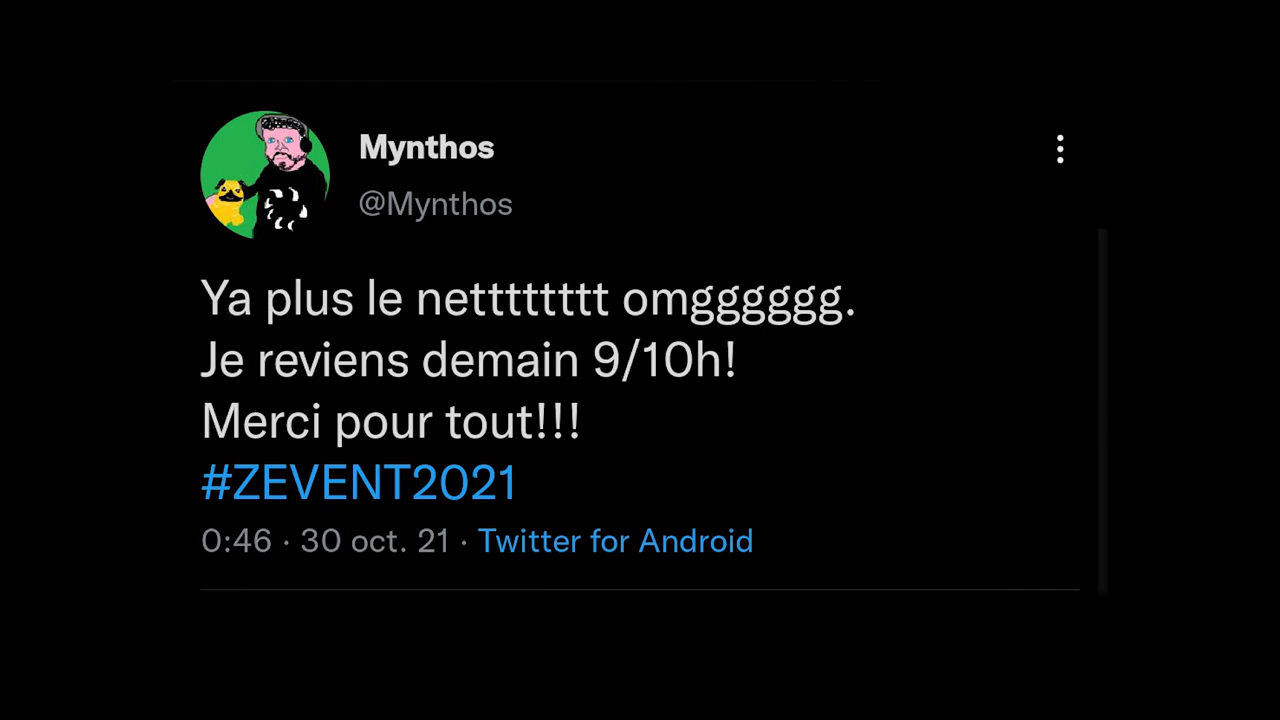 Mynthos
@Mynthos
Ya plus le netttttttt omgggggg.
Je reviens demain 9/10h!
Merci pour tout!!!
#ZEVENT2021
0:46 · 30 oct. 21 · Twitter for Android